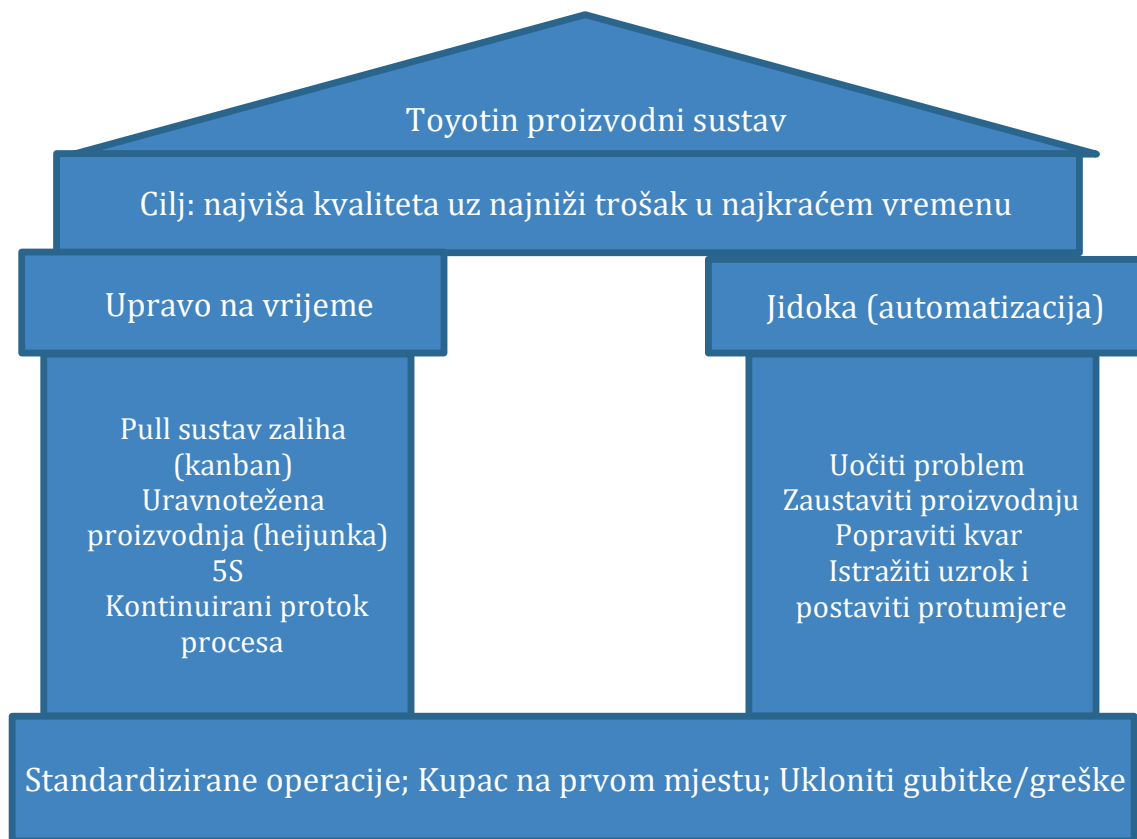 Toyotin proizvodni sustav
Cilj: najviša kvaliteta uz najniži trošak u najkraćem vremenu
Upravo na vrijeme
Jidoka (automatizacija)
Pull sustav zaliha
(kanban)
Uravnotežena
proizvodnja (heijunka)
5S
Kontinuirani protok
procesa
Uočiti problem
Zaustaviti proizvodnju
Popraviti kvar
Istražiti uzrok i
postaviti protumjere
Standardizirane operacije; Kupac na prvom mjestu; Ukloniti gubitke/greške